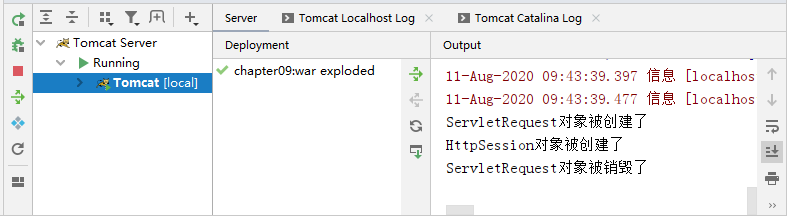 Server
Tomcat Localhost Log
Tomcat Catalina Log
Tomcat Server
Running
Tomcat [local]
Deployment
chapter09:war exploded
Output
11-Aug-2020 09:43:39.397 信息 [localhos
11-Aug-2020 09:43:39.477 信息 [localhos
ServletRequest对象被创建了
HttpSession对象被创建了
ServletRequest对象被销毁了